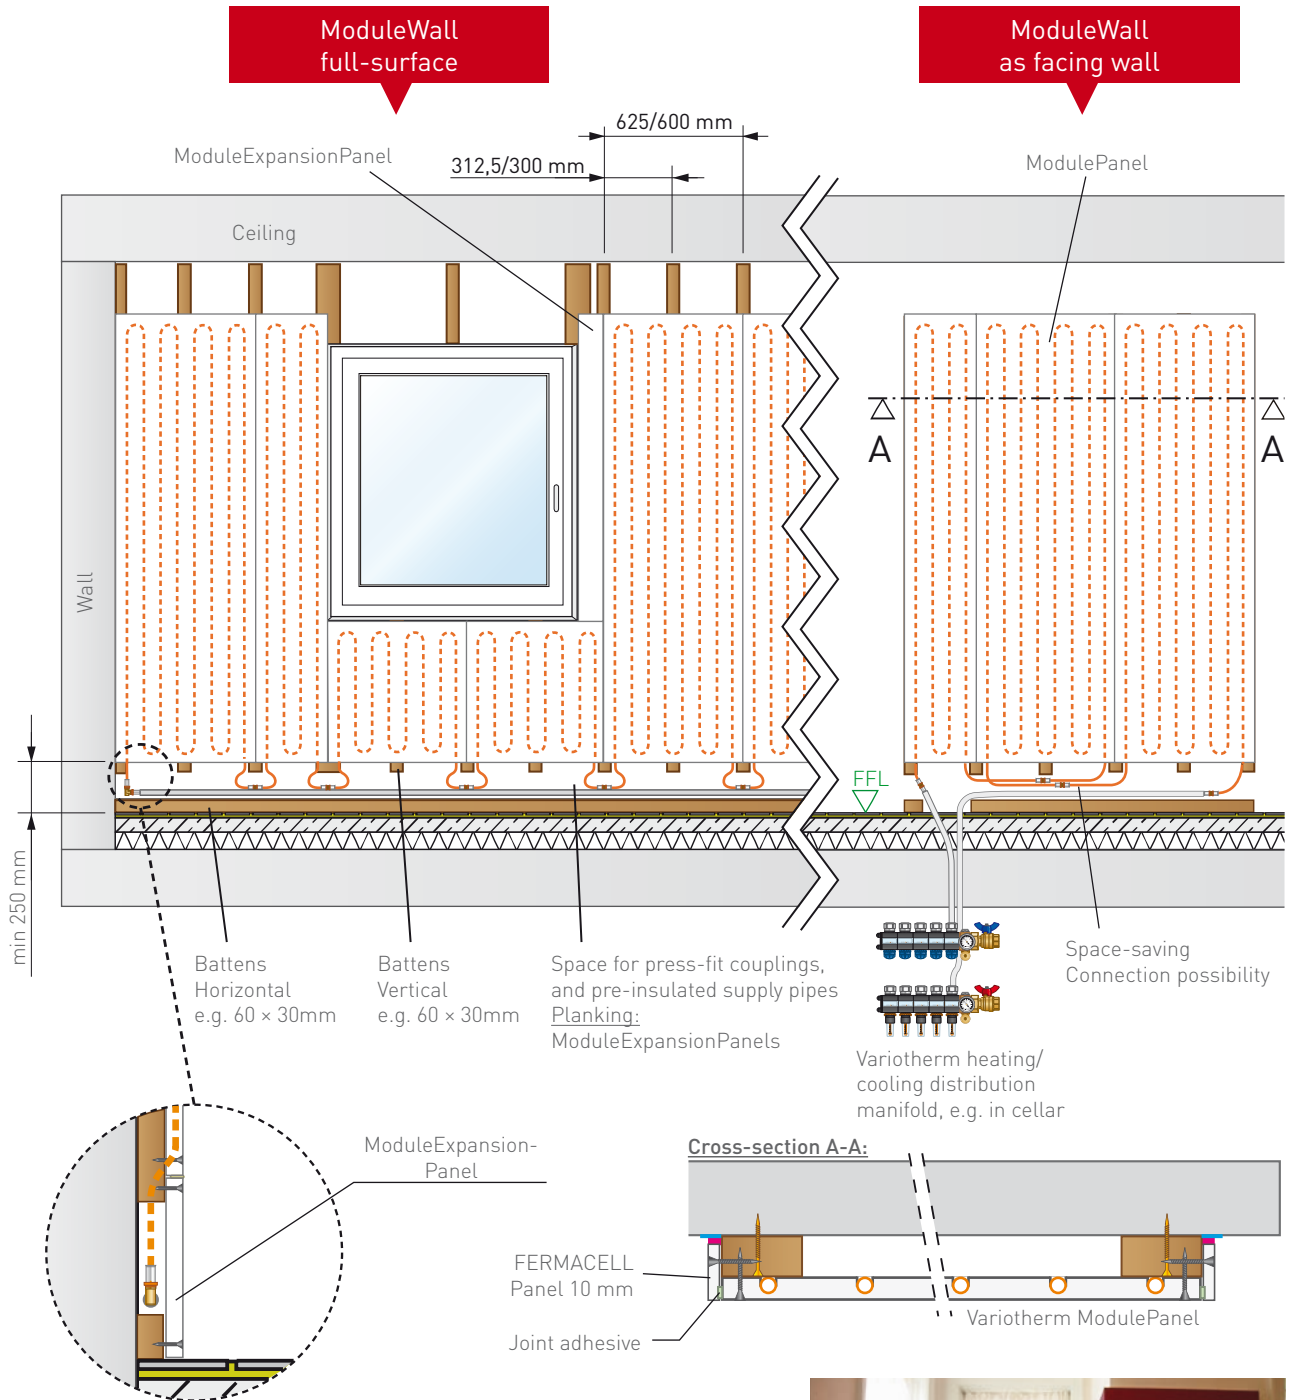 ModuleWall
full-surface
ModuleWall
as facing wall
625/600 mm
ModuleExpansionPanel
312,5/300 mm
ModulePanel
Ceiling
A
A
Wall
FFL
min 250 mm
Battens
Horizontal
e.g. 60 × 30mm
Battens
Vertical
e.g. 60 × 30mm
Space for press-fit couplings,
and pre-insulated supply pipes
Planking:
ModuleExpansionPanels
Space-saving
Connection possibility
Variotherm heating/
cooling distribution
manifold, e.g. in cellar
ModuleExpansion-
Panel
Cross-section A-A:
FERMACELL
Panel 10 mm
Joint adhesive
Variotherm ModulePanel